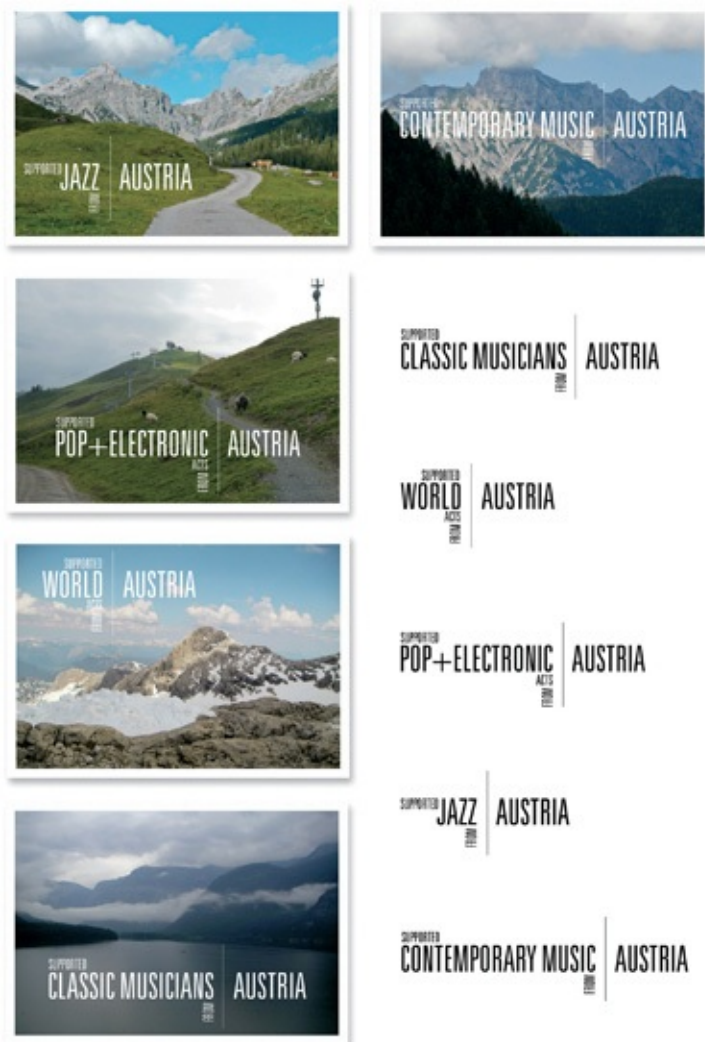 SUPPORTED JAZZ AUSTRIA
FROM
SUPPORTED
CONTEMPORARY MUSIC AUSTRIA
FROM
SUPPORTED
POP+ELECTRONIC AUSTRIA
ACTS
FROM
SUPPORTED
WORLD AUSTRIA
ACTS
FROM
SUPPORTED
CLASSIC MUSICIANS AUSTRIA
FROM
SUPPORTED
CLASSIC MUSICIANS AUSTRIA
FROM
SUPPORTED
WORLD AUSTRIA
ACTS
FROM
SUPPORTED
POP+ELECTRONIC AUSTRIA
ACTS
FROM
SUPPORTED JAZZ AUSTRIA
FROM
SUPPORTED
CONTEMPORARY MUSIC AUSTRIA
FROM